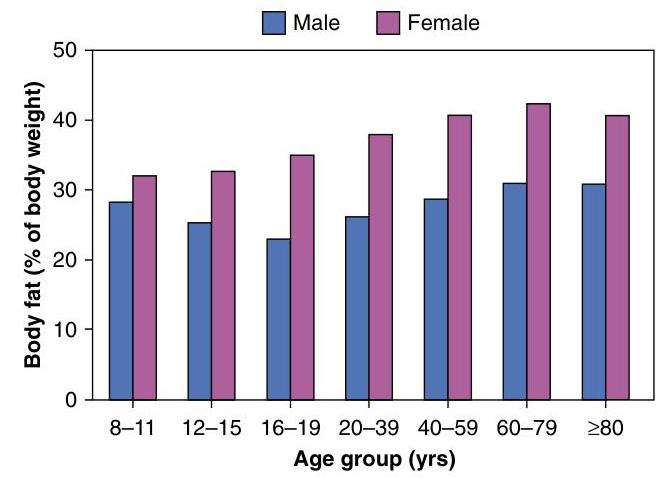 Male Female
50
40
30
20
10
0
Body fat (% of body weight)
8–11 12–15 16–19 20–39 40–59 60–79 ≥80
Age group (yrs)